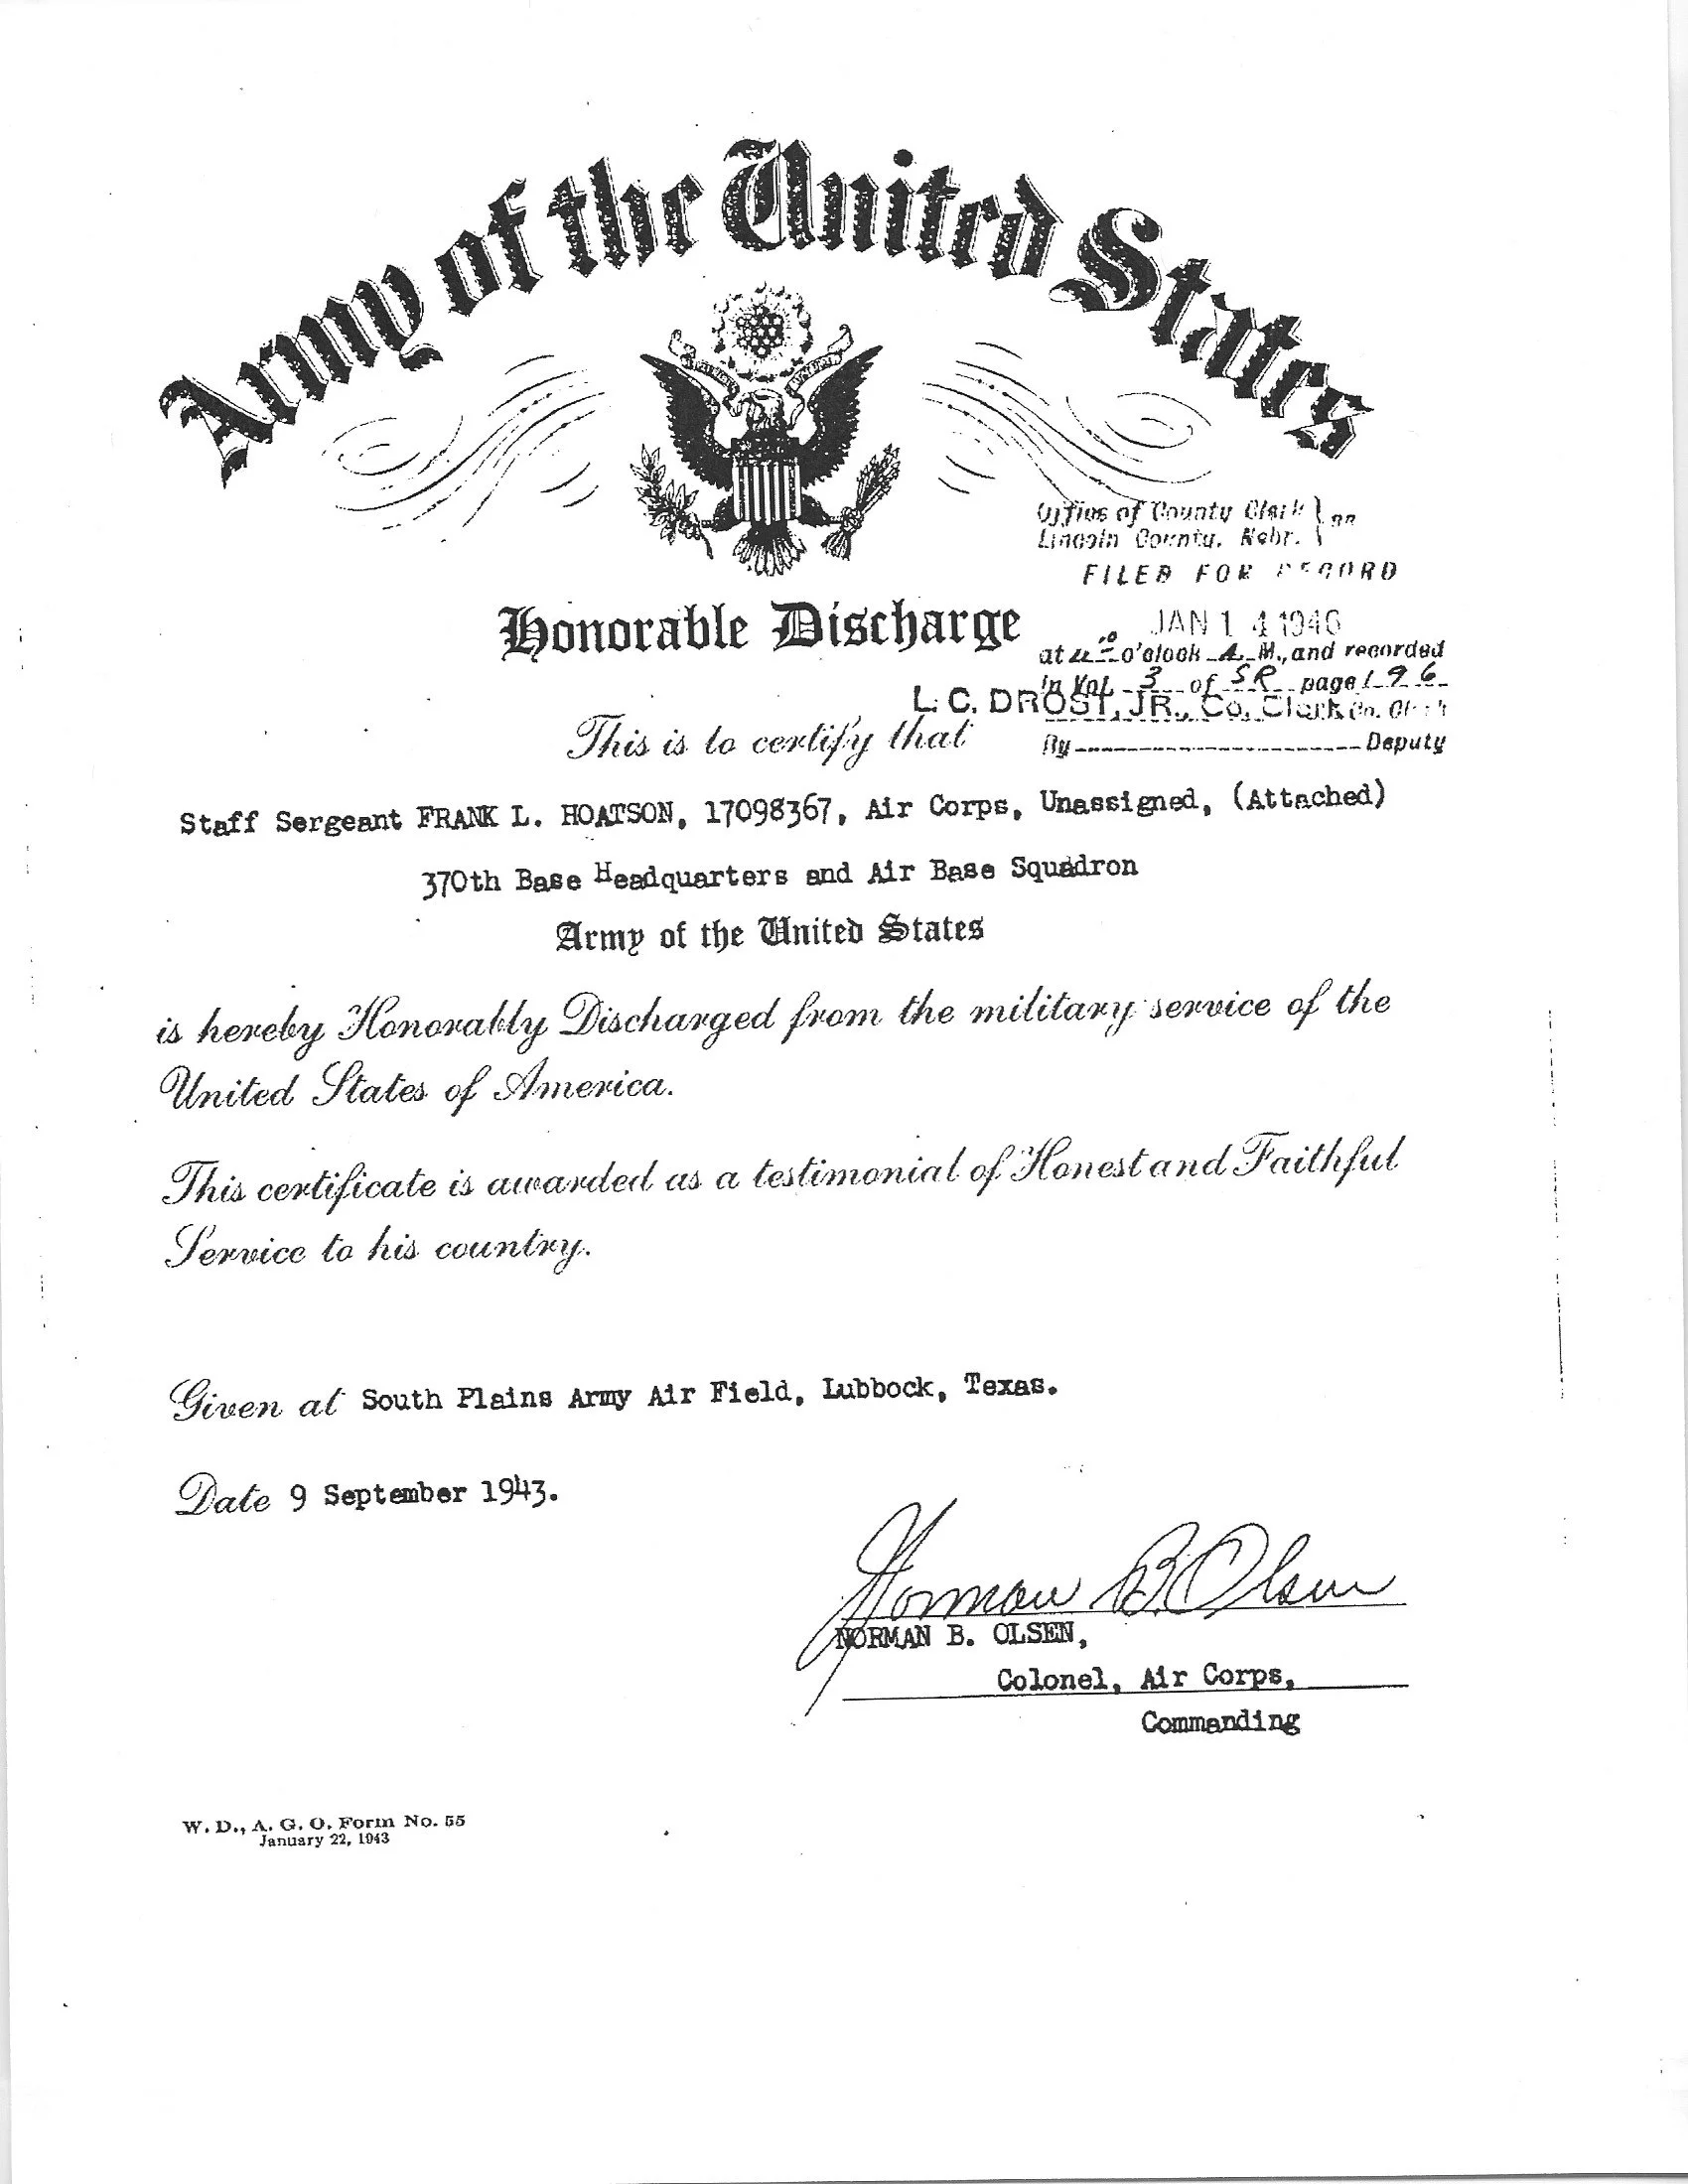 Army of the United States
Office of County Clerk } ss
Lincoln County, Nebr.
FILED FOR RECORD
Honorable Discharge
JAN 14 1946
at o'clock A. M., and recorded
in Vol. 3 of SR page 196
L. C. DROST, JR., Co. Clerk Co. Clerk
This is to certify that
By Deputy
Staff Sergeant FRANK L. HOATSON, 17098367, Air Corps, Unassigned, (Attached)
370th Base Headquarters and Air Base Squadron
Army of the United States
is hereby Honorably Discharged from the military service of the
United States of America.
This certificate is awarded as a testimonial of Honest and Faithful
Service to his country.
Given at South Plains Army Air Field, Lubbock, Texas.
Date 9 September 1943.
Norman B. Olsen
NORMAN B. OLSEN,
Colonel, Air Corps,
Commanding
W. D., A. G. O. Form No. 55
January 22, 1943